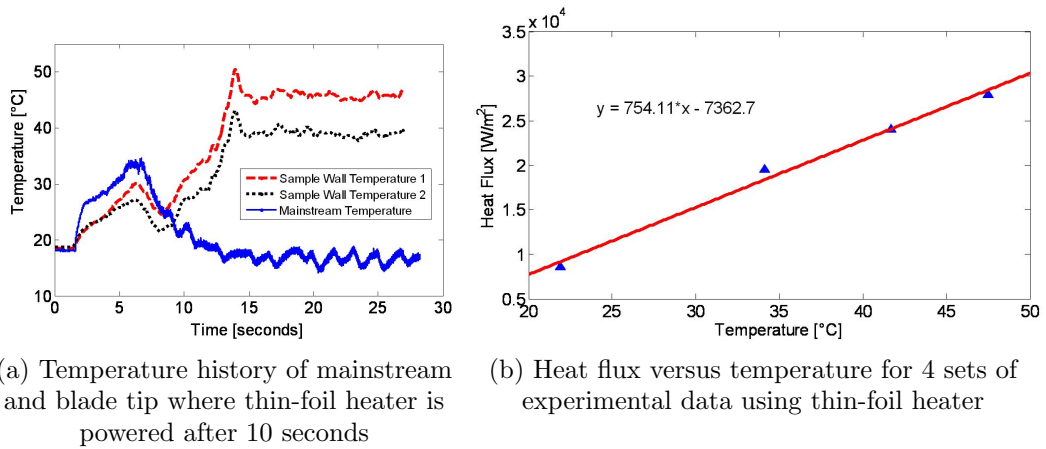 50
40
30
20
10
0
5
10
15
20
25
30
Temperature [°C]
Time [seconds]
Sample Wall Temperature 1
Sample Wall Temperature 2
Mainstream Temperature
x 10⁴
3.5
3
2.5
2
1.5
1
0.5
20
25
30
35
40
45
50
Heat Flux [W/m²]
Temperature [°C]
y = 754.11*x - 7362.7
a) Temperature history of mainstream
and blade tip where thin-foil heater is
powered after 10 seconds
(b) Heat flux versus temperature for 4 sets of
experimental data using thin-foil heater